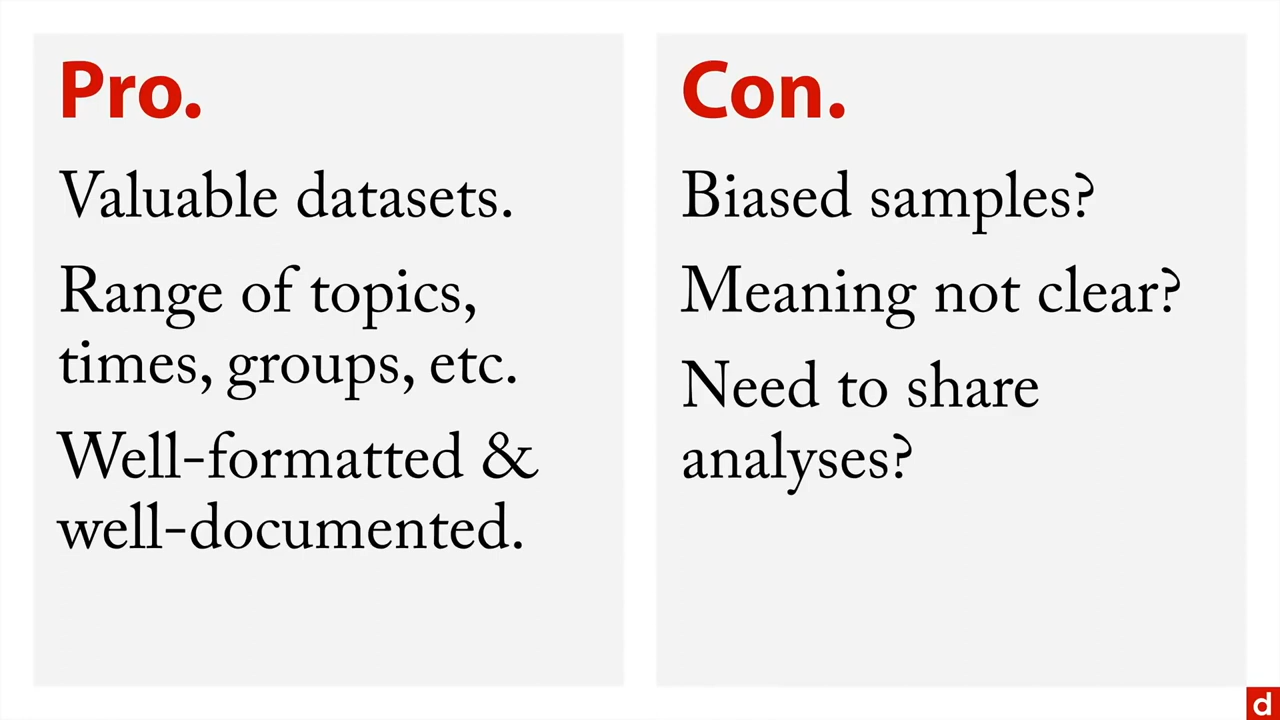 Pro.
Valuable datasets.
Range of topics,
times, groups, etc.
Well-formatted &
well-documented.
Con.
Biased samples?
Meaning not clear?
Need to share
analyses?
d